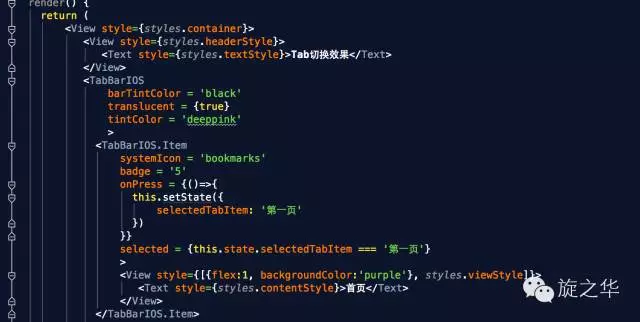 render() {
return (
<View style={styles.container}>
<View style={styles.headerStyle}>
<Text style={styles.textStyle}>Tab切换效果</Text>
</View>
<TabBarIOS
barTintColor = 'black'
translucent = {true}
tintColor = 'deeppink'
>
<TabBarIOS.Item
systemIcon = 'bookmarks'
badge = '5'
onPress = {()=>{
this.setState({
selectedTabItem: '第一页'
})
}}
selected = {this.state.selectedTabItem === '第一页'}
>
<View style={[{flex:1, backgroundColor:'purple'}, styles.viewStyle]}>
<Text style={styles.contentStyle}>首页</Text>
</View>
</TabBarIOS.Item>
旋之华